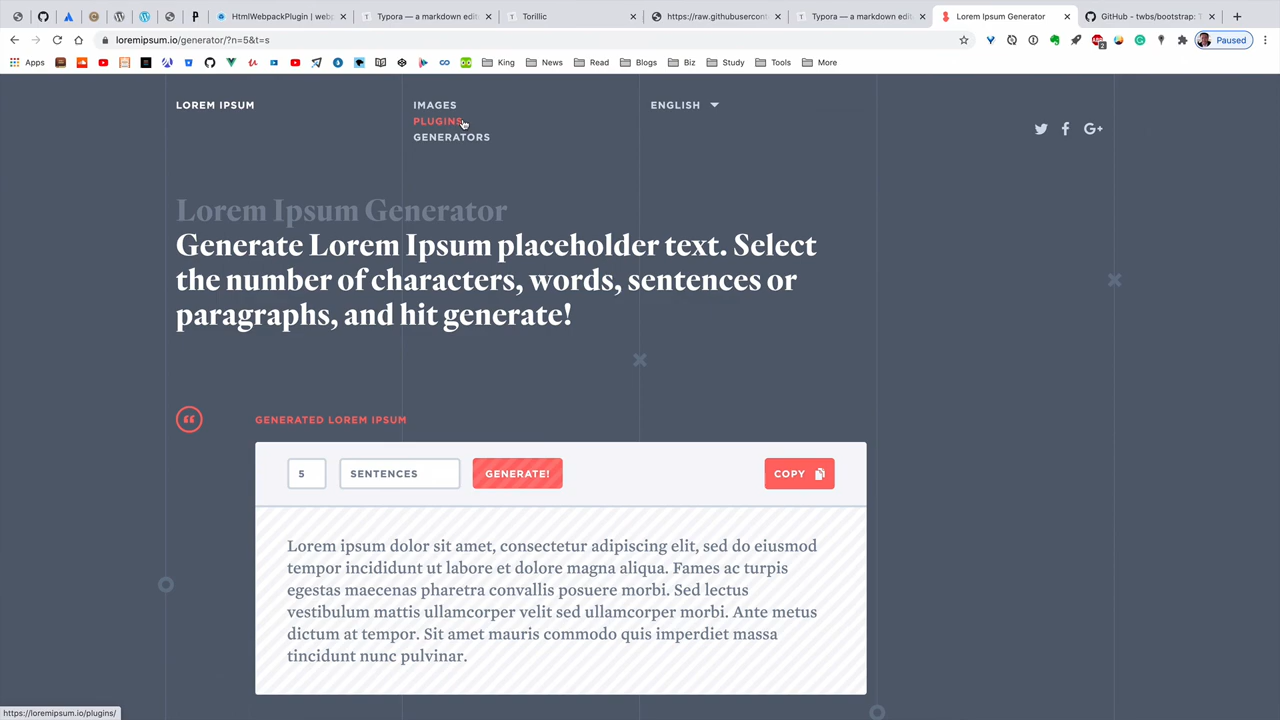 HtmlWebpackPlugin | webp
Typora — a markdown edit
Torillic
https://raw.githubuserconte
Typora — a markdown edi
Lorem Ipsum Generator
GitHub - twbs/bootstrap: T
loremipsum.io/generator/?n=5&t=s
2
Paused
Apps
King
News
Read
Blogs
Biz
Study
Tools
More
LOREM IPSUM
IMAGES
PLUGINS
GENERATORS
ENGLISH
Lorem Ipsum Generator
Generate Lorem Ipsum placeholder text. Select
the number of characters, words, sentences or
paragraphs, and hit generate!
GENERATED LOREM IPSUM
5
SENTENCES
GENERATE!
COPY
Lorem ipsum dolor sit amet, consectetur adipiscing elit, sed do eiusmod
tempor incididunt ut labore et dolore magna aliqua. Fames ac turpis
egestas maecenas pharetra convallis posuere morbi. Sed lectus
vestibulum mattis ullamcorper velit sed ullamcorper morbi. Ante metus
dictum at tempor. Sit amet mauris commodo quis imperdiet massa
tincidunt nunc pulvinar.
https://loremipsum.io/plugins/